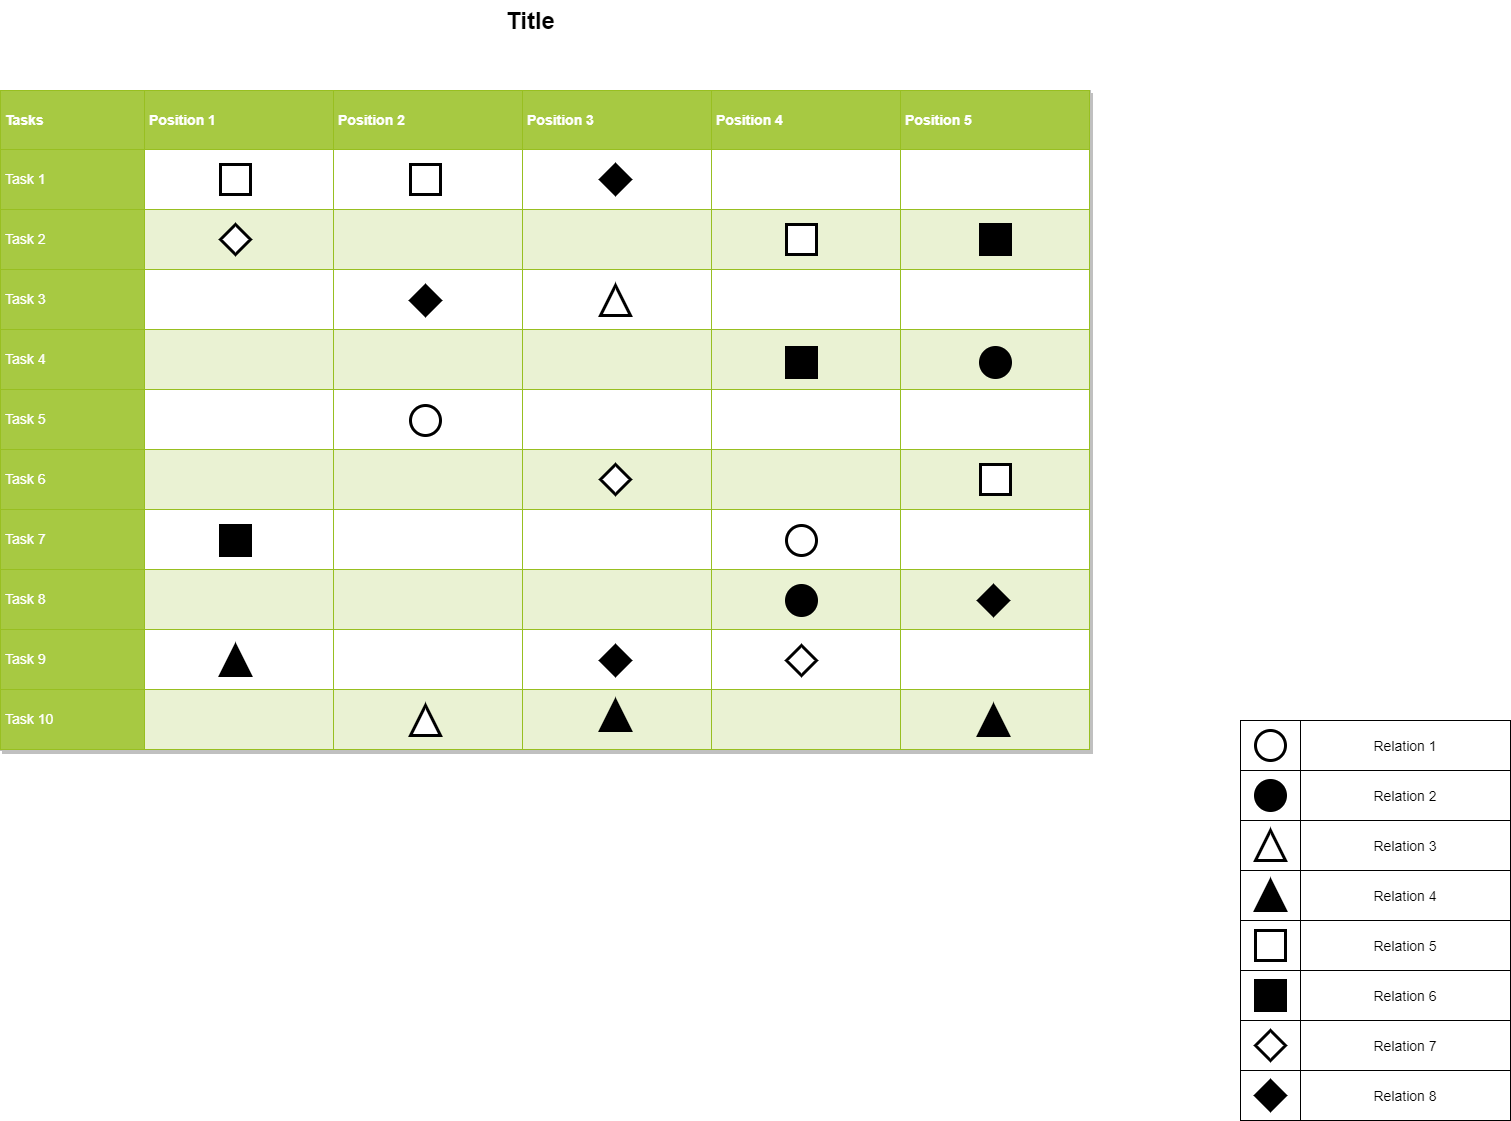 Title
Tasks Position 1 Position 2 Position 3 Position 4 Position 5
Task 1
Task 2
Task 3
Task 4
Task 5
Task 6
Task 7
Task 8
Task 9
Task 10
Relation 1
Relation 2
Relation 3
Relation 4
Relation 5
Relation 6
Relation 7
Relation 8